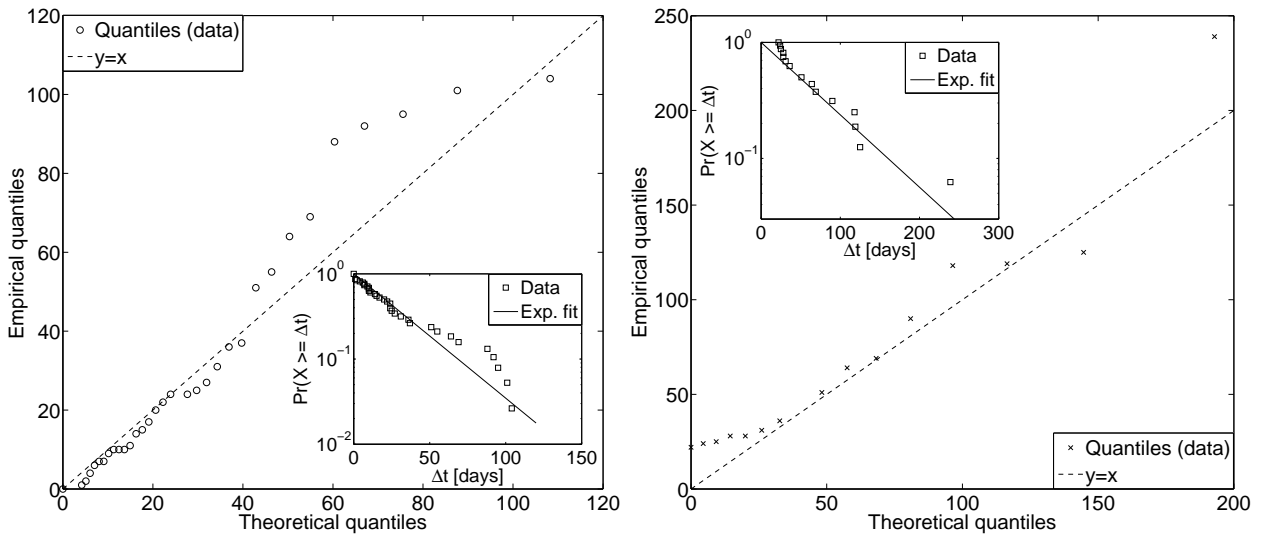 120
100
80
60
40
20
0
Empirical quantiles
Quantiles (data)
y=x
0 20 40 60 80 100 120
Theoretical quantiles
10^0
10^−1
10^−2
Pr(X >= Δt)
Data
Exp. fit
0 50 100 150
Δt [days]
250
200
150
100
50
0
Empirical quantiles
10^0
10^−1
Pr(X >= Δt)
Data
Exp. fit
0 100 200 300
Δt [days]
Quantiles (data)
y=x
0 50 100 150 200
Theoretical quantiles